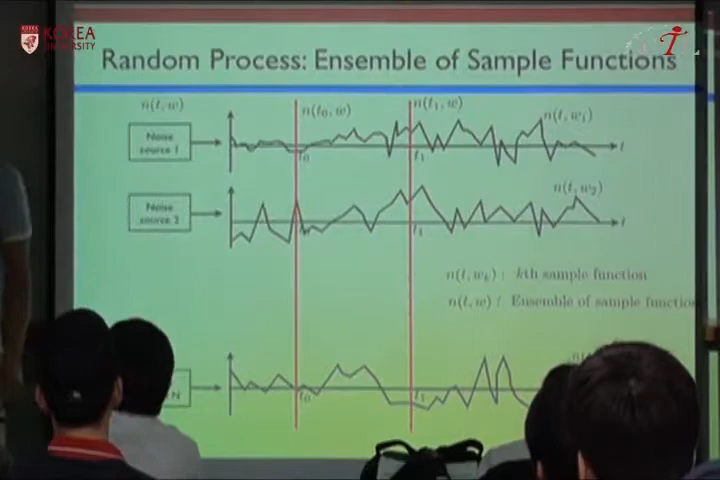 KOREA
UNIVERSITY
Random Process: Ensemble of Sample Functions
n(t, w)
n(t₀, w)
n(t₁, w)
n(t, w₁)
Noise
source 1
t₀
t₁
t
n(t, w₂)
Noise
source 2
t₁
t
n(t, wₖ) : kth sample function
n(t, w) : Ensemble of sample function
N
t₀
t₁